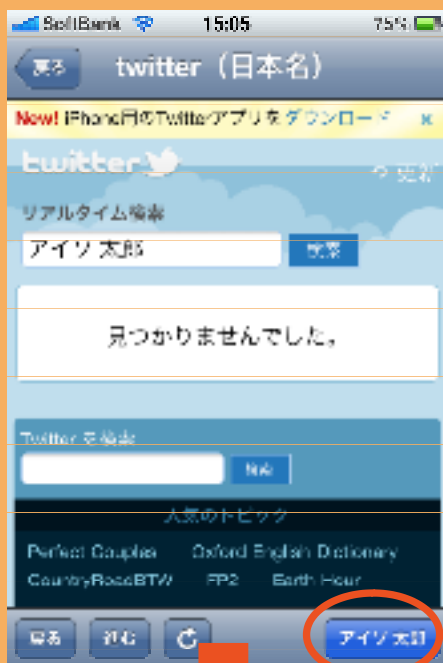 SoftBank 15:05 75%
戻る twitter（日本名）
New! iPhone用のTwitterアプリを ダウンロード ×
twitter
更新
リアルタイム検索
アイソ 太郎 検索
見つかりませんでした。
Twitter を検索
検索
人気のトピック
Perfect Couples Oxford English Dictionary
CountryRoadBTW FP2 Earth Hour
戻る 進む アイソ 太郎